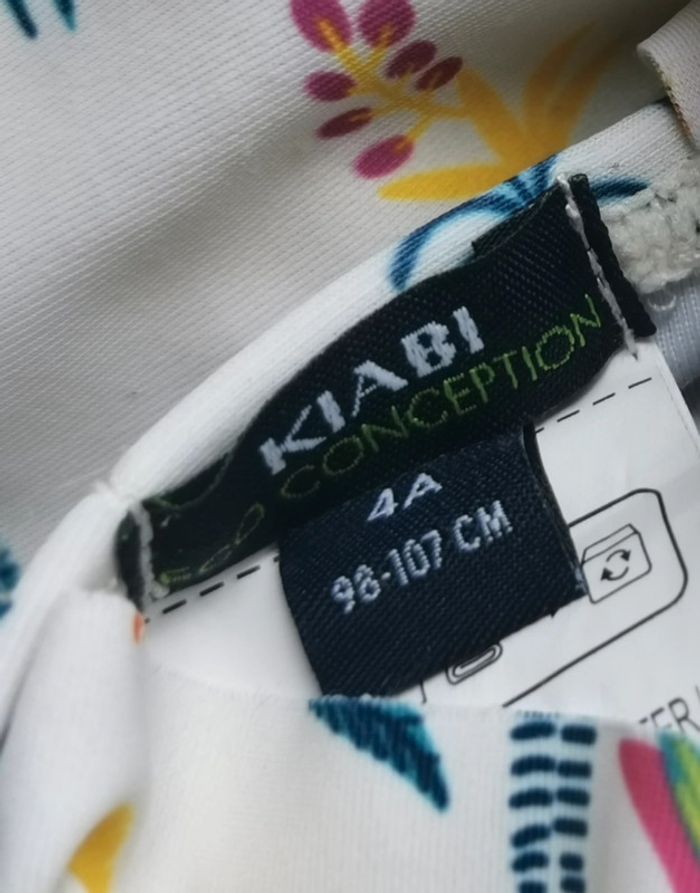 KIABI
ECO CONCEPTION
4A
98-107 CM